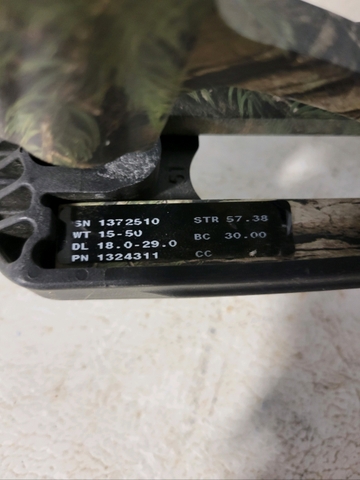 SN 1372510 STR 57.38
WT 15-50 BC 30.00
DL 18.0-29.0 CC
PN 1324311